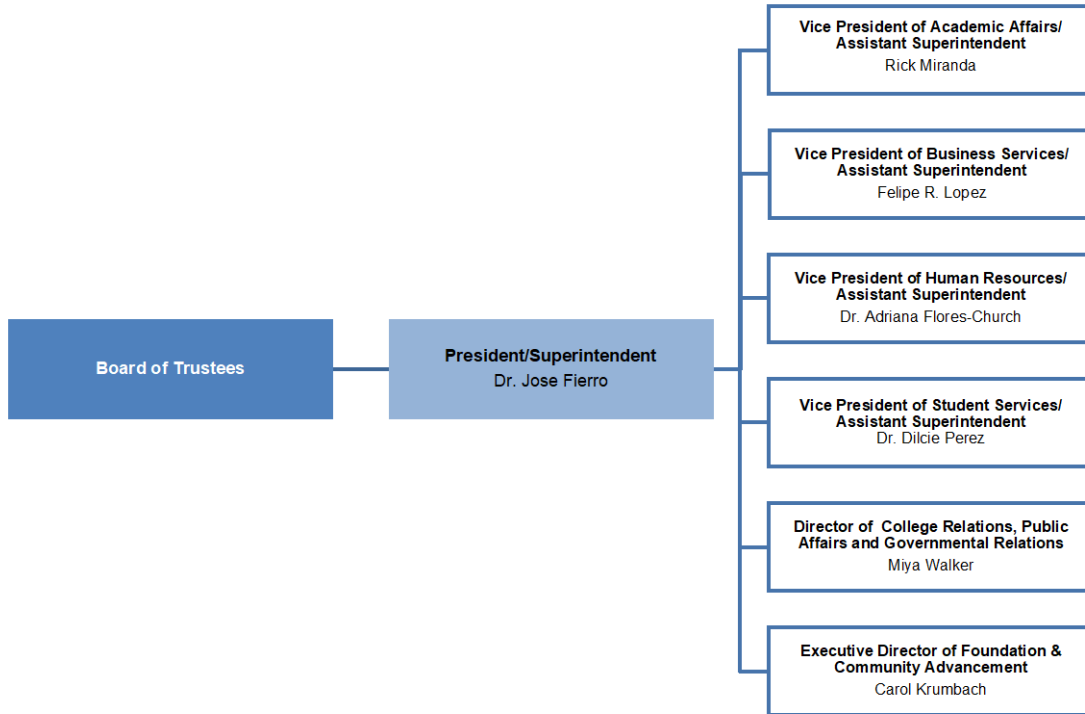 Board of Trustees
President/Superintendent
Dr. Jose Fierro
Vice President of Academic Affairs/
Assistant Superintendent
Rick Miranda
Vice President of Business Services/
Assistant Superintendent
Felipe R. Lopez
Vice President of Human Resources/
Assistant Superintendent
Dr. Adriana Flores-Church
Vice President of Student Services/
Assistant Superintendent
Dr. Dilcie Perez
Director of College Relations, Public
Affairs and Governmental Relations
Miya Walker
Executive Director of Foundation &
Community Advancement
Carol Krumbach